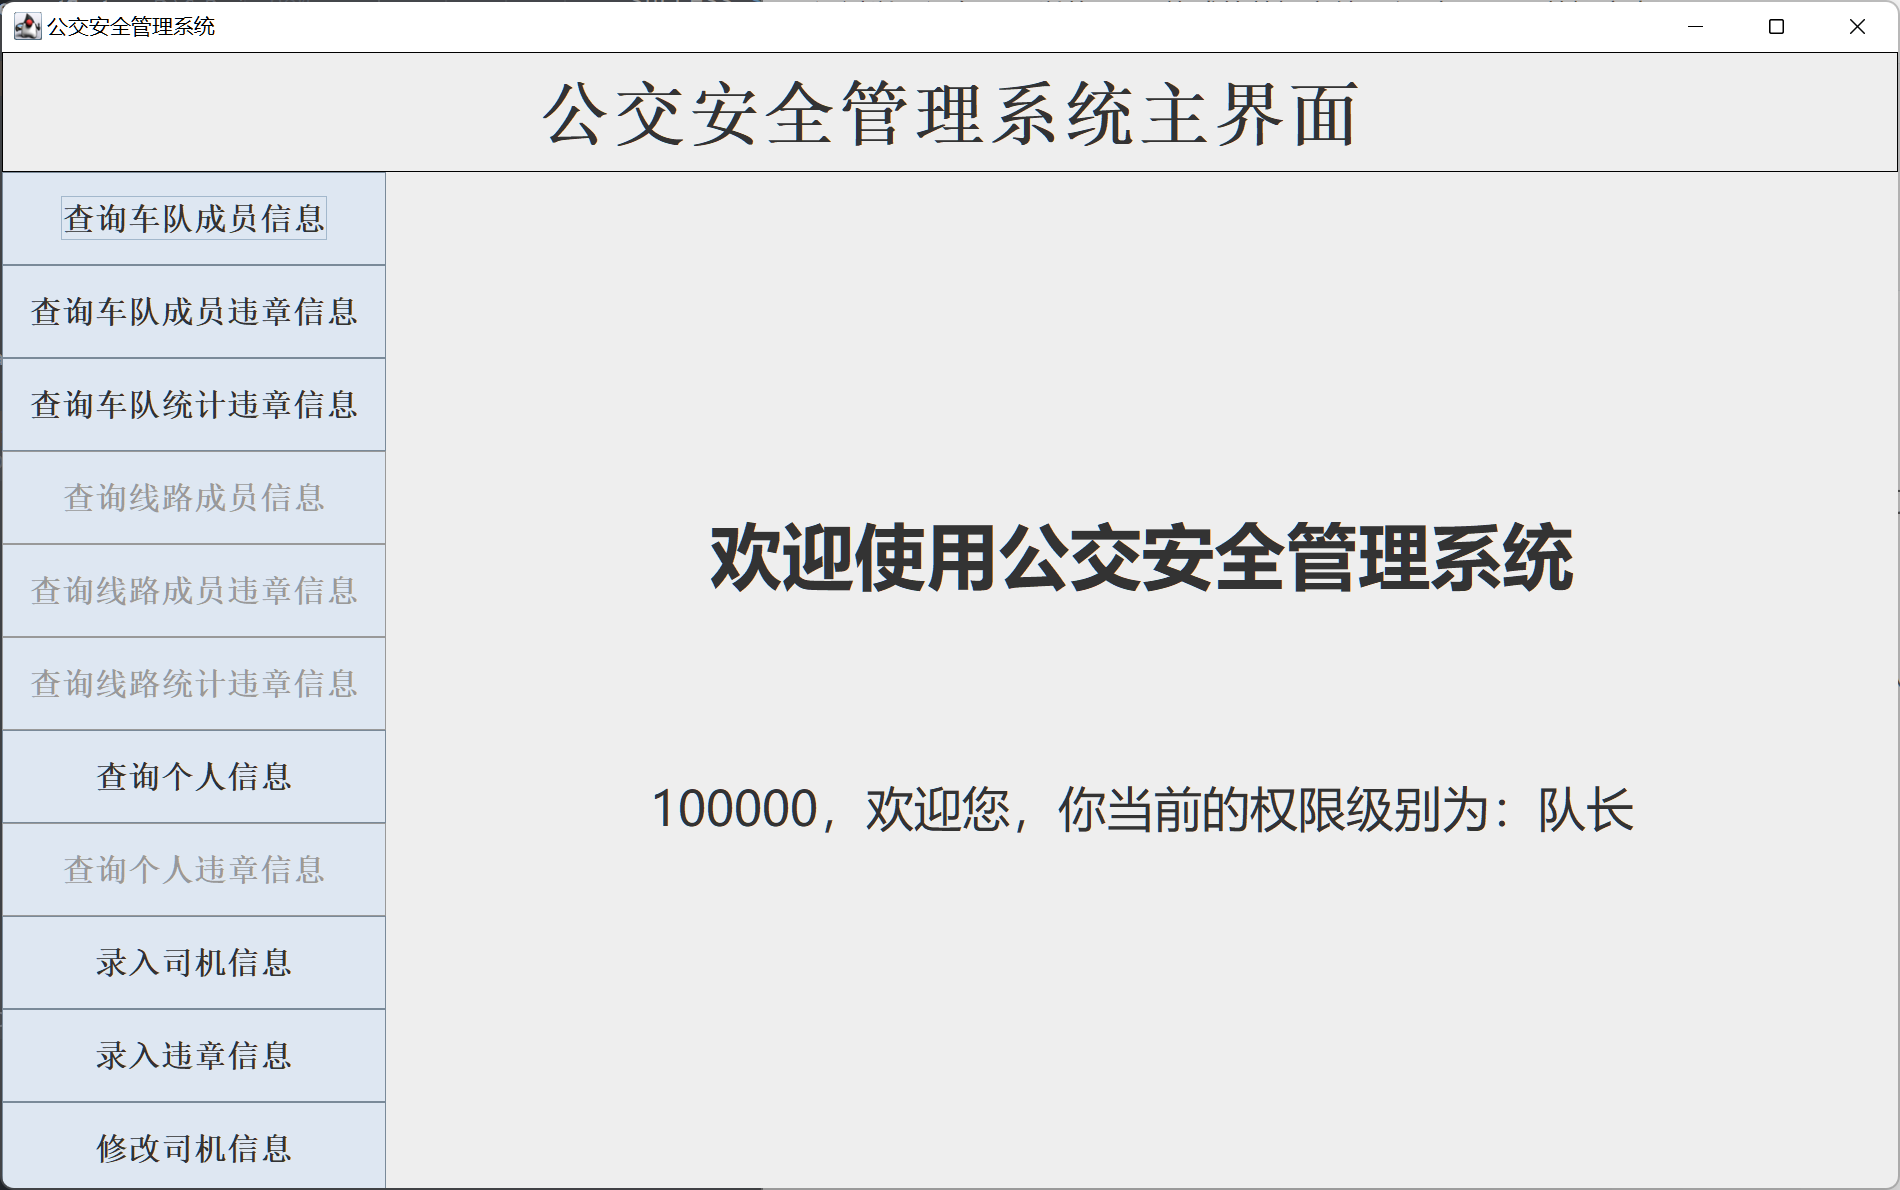 公交安全管理系统
公交安全管理系统主界面
查询车队成员信息
查询车队成员违章信息
查询车队统计违章信息
查询线路成员信息
查询线路成员违章信息
查询线路统计违章信息
查询个人信息
查询个人违章信息
录入司机信息
录入违章信息
修改司机信息
欢迎使用公交安全管理系统
100000，欢迎您，你当前的权限级别为：队长